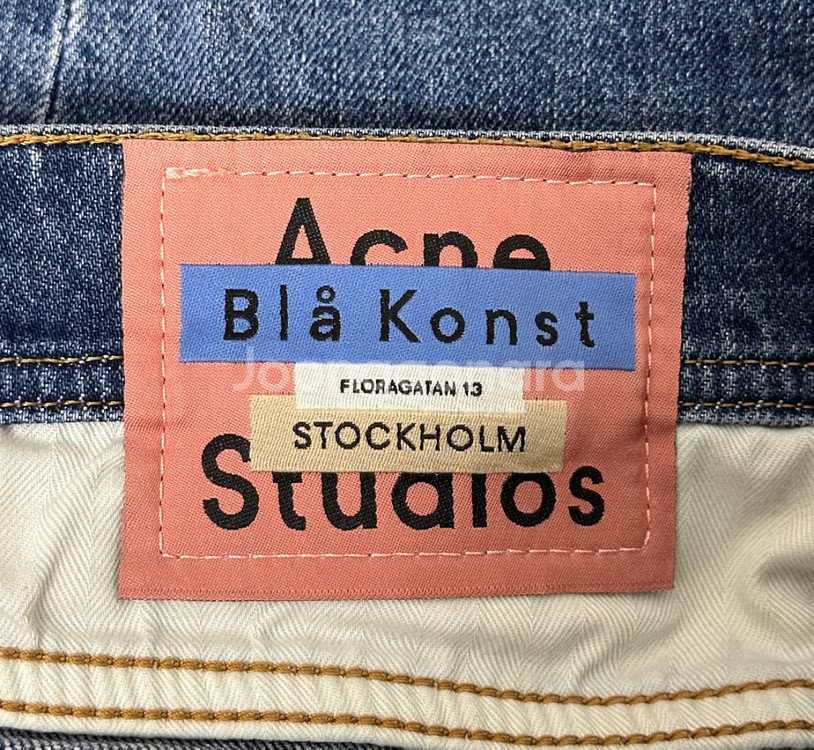 Acne
Blå Konst
FLORAGATAN 13
STOCKHOLM
Studios